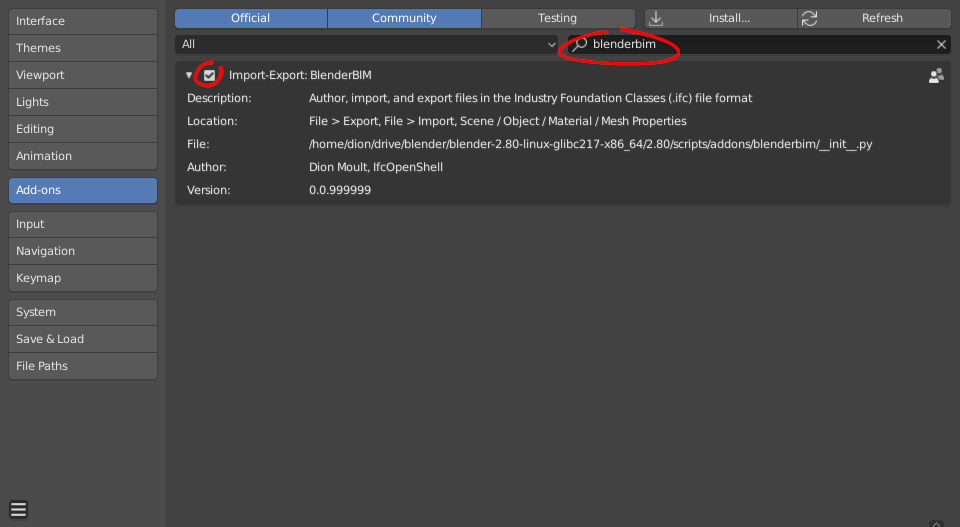 Interface
Themes
Viewport
Lights
Editing
Animation
Add-ons
Input
Navigation
Keymap
System
Save & Load
File Paths
Official Community Testing Install... Refresh
All blenderbim
Import-Export: BlenderBIM
Description: Author, import, and export files in the Industry Foundation Classes (.ifc) file format
Location: File > Export, File > Import, Scene / Object / Material / Mesh Properties
File: /home/dion/drive/blender/blender-2.80-linux-glibc217-x86_64/2.80/scripts/addons/blenderbim/__init__.py
Author: Dion Moult, IfcOpenShell
Version: 0.0.999999